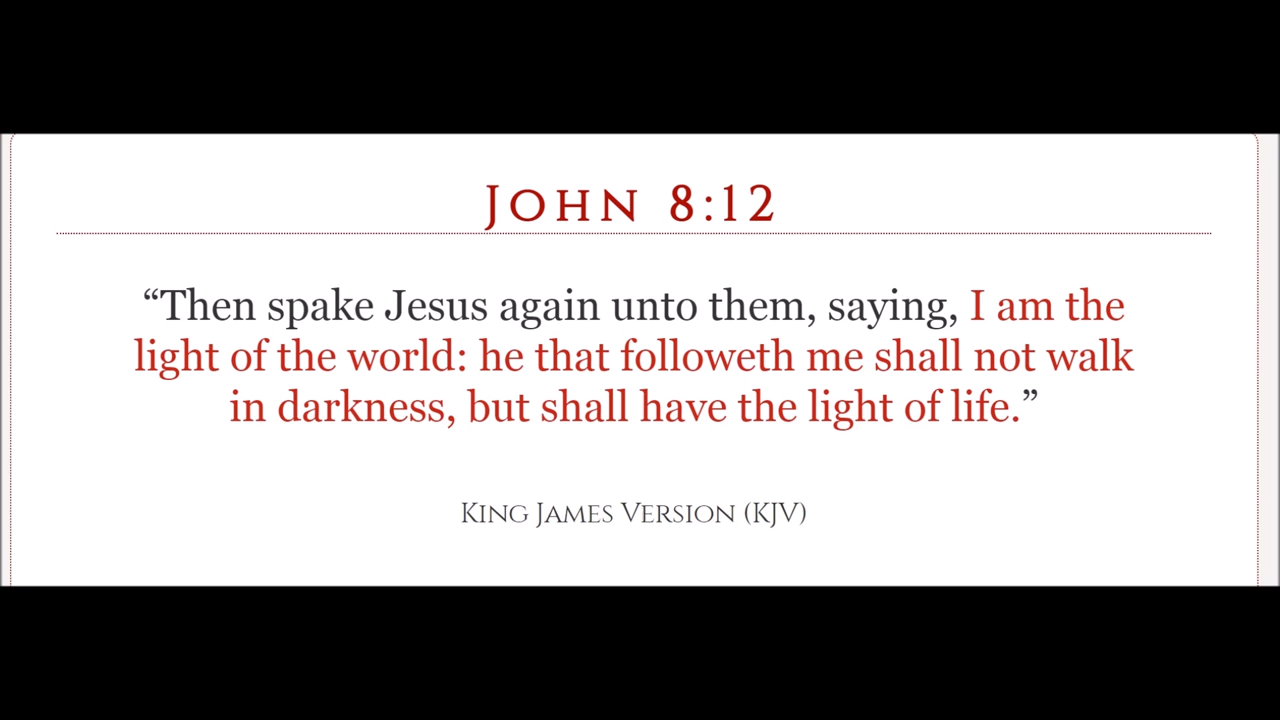 John 8:12
“Then spake Jesus again unto them, saying, I am the
light of the world: he that followeth me shall not walk
in darkness, but shall have the light of life.”
King James Version (KJV)